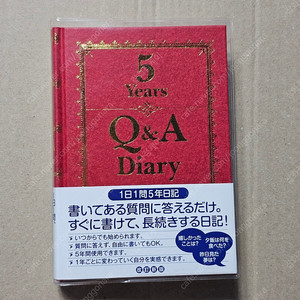 5
Years
Q&A
Diary
1日1問5年日記
書いてある質問に答えるだけ。
すぐに書けて、長続きする日記！
いつからでも始められます。
質問に答えず、自由に書いてもOK。
5年間使用できます。
1年ごとに変わっていく自分を実感できます。
嬉しかった
ことは？
夕飯は何を
食べた？
昨日見た
夢は？
改訂新版